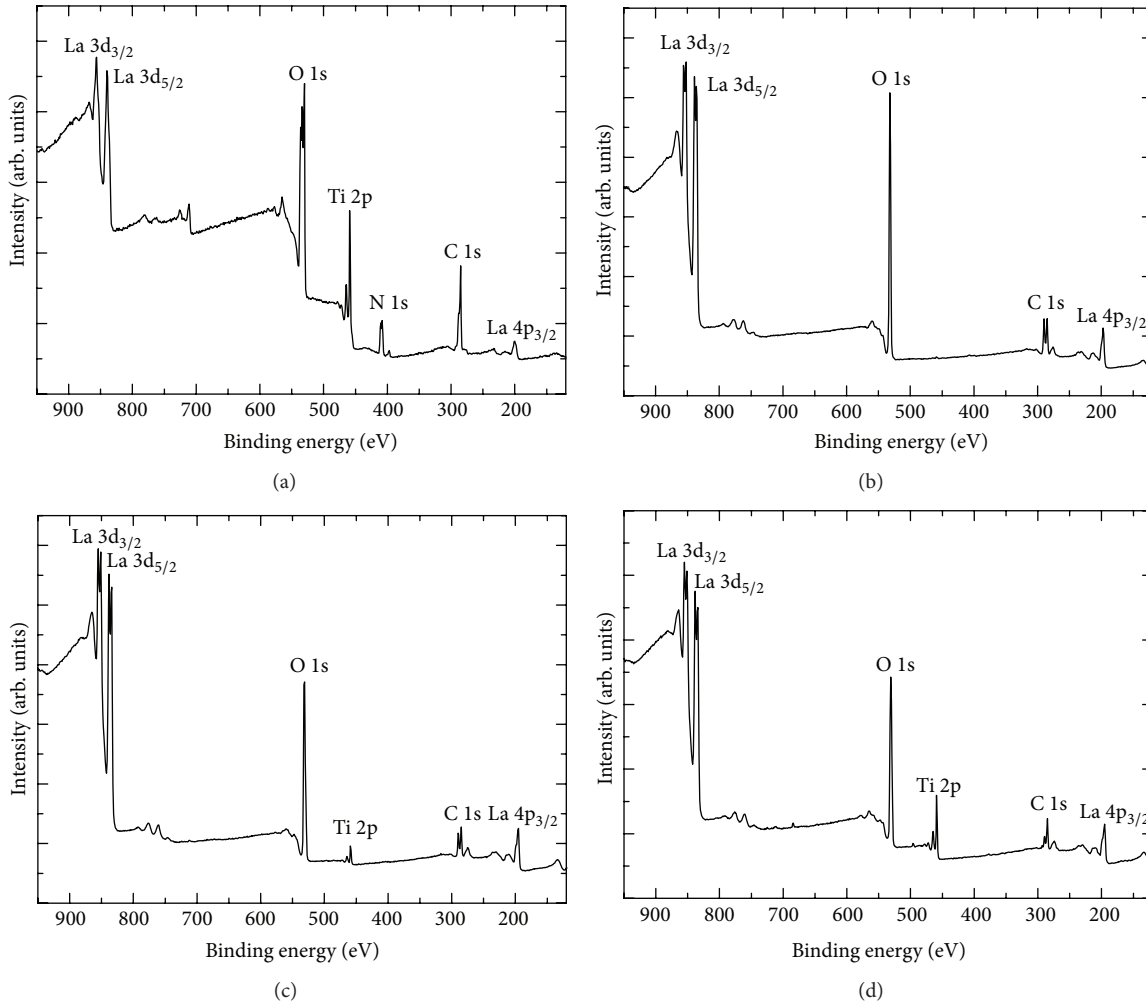 La 3d3/2
La 3d5/2
O 1s
Ti 2p
C 1s
N 1s
La 4p3/2
Intensity (arb. units)
900 800 700 600 500 400 300 200
Binding energy (eV)
(a)
La 3d3/2
La 3d5/2
O 1s
C 1s
La 4p3/2
Intensity (arb. units)
900 800 700 600 500 400 300 200
Binding energy (eV)
(b)
La 3d3/2
La 3d5/2
O 1s
Ti 2p
C 1s La 4p3/2
Intensity (arb. units)
900 800 700 600 500 400 300 200
Binding energy (eV)
(c)
La 3d3/2
La 3d5/2
O 1s
Ti 2p
C 1s
La 4p3/2
Intensity (arb. units)
900 800 700 600 500 400 300 200
Binding energy (eV)
(d)